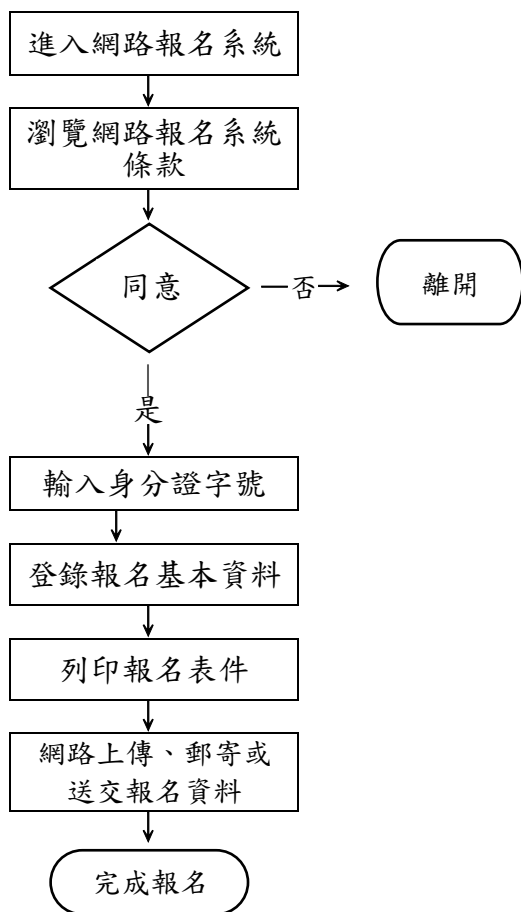 進入網路報名系統
瀏覽網路報名系統
條款
同意
否
離開
是
輸入身分證字號
登錄報名基本資料
列印報名表件
網路上傳、郵寄或
送交報名資料
完成報名